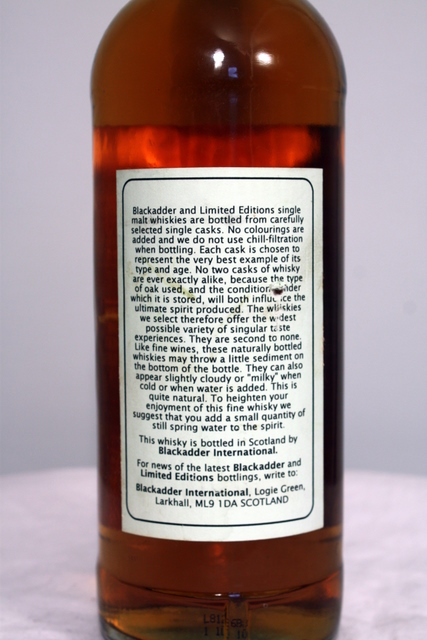 Blackadder and Limited Editions single
malt whiskies are bottled from carefully
selected single casks. No colourings are
added and we do not use chill-filtration
when bottling. Each cask is chosen to
represent the very best example of its
type and age. No two casks of whisky
are ever exactly alike, because the type
of oak used, and the conditions under
which it is stored, will both influence the
ultimate spirit produced. The whiskies
we select therefore offer the widest
possible variety of singular taste
experiences. They are second to none.
Like fine wines, these naturally bottled
whiskies may throw a little sediment on
the bottom of the bottle. They can also
appear slightly cloudy or "milky" when
cold or when water is added. This is
quite natural. To heighten your
enjoyment of this fine whisky we
suggest that you add a small quantity of
still spring water to the spirit.
This whisky is bottled in Scotland by
Blackadder International.
For news of the latest Blackadder and
Limited Editions bottlings, write to:
Blackadder International, Logie Green,
Larkhall, ML9 1DA SCOTLAND